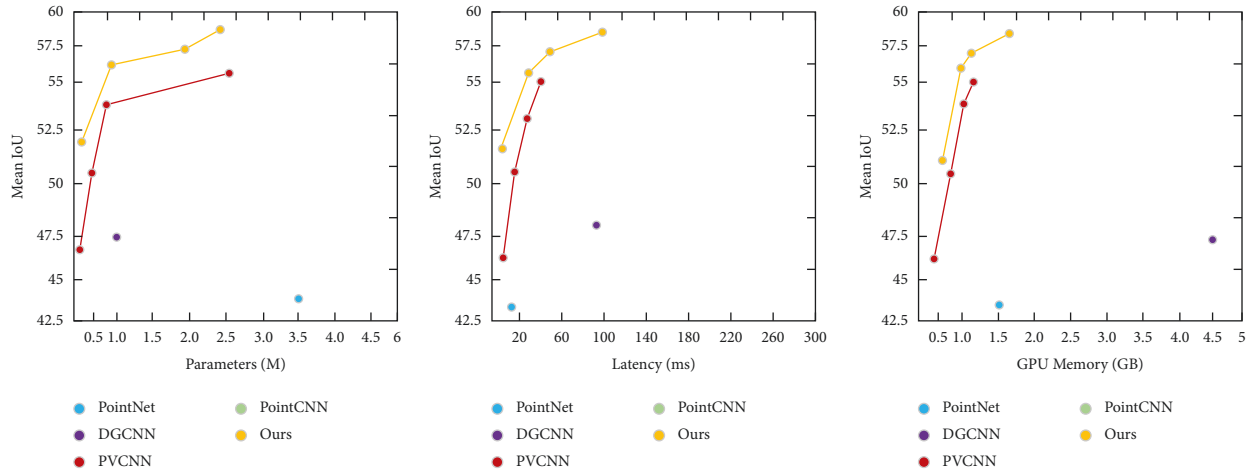 60
57.5
55
52.5
50
47.5
45
42.5
Mean IoU
0.5 1.0 1.5 2.0 2.5 3.0 3.5 4.0 4.5 6
Parameters (M)
PointNet PointCNN
DGCNN Ours
PVCNN
60
57.5
55
52.5
50
47.5
45
42.5
Mean IoU
20 60 100 140 180 220 260 300
Latency (ms)
PointNet PointCNN
DGCNN Ours
PVCNN
60
57.5
55
52.5
50
47.5
45
42.5
Mean IoU
0.5 1.0 1.5 2.0 2.5 3.0 3.5 4.0 4.5 5
GPU Memory (GB)
PointNet PointCNN
DGCNN Ours
PVCNN